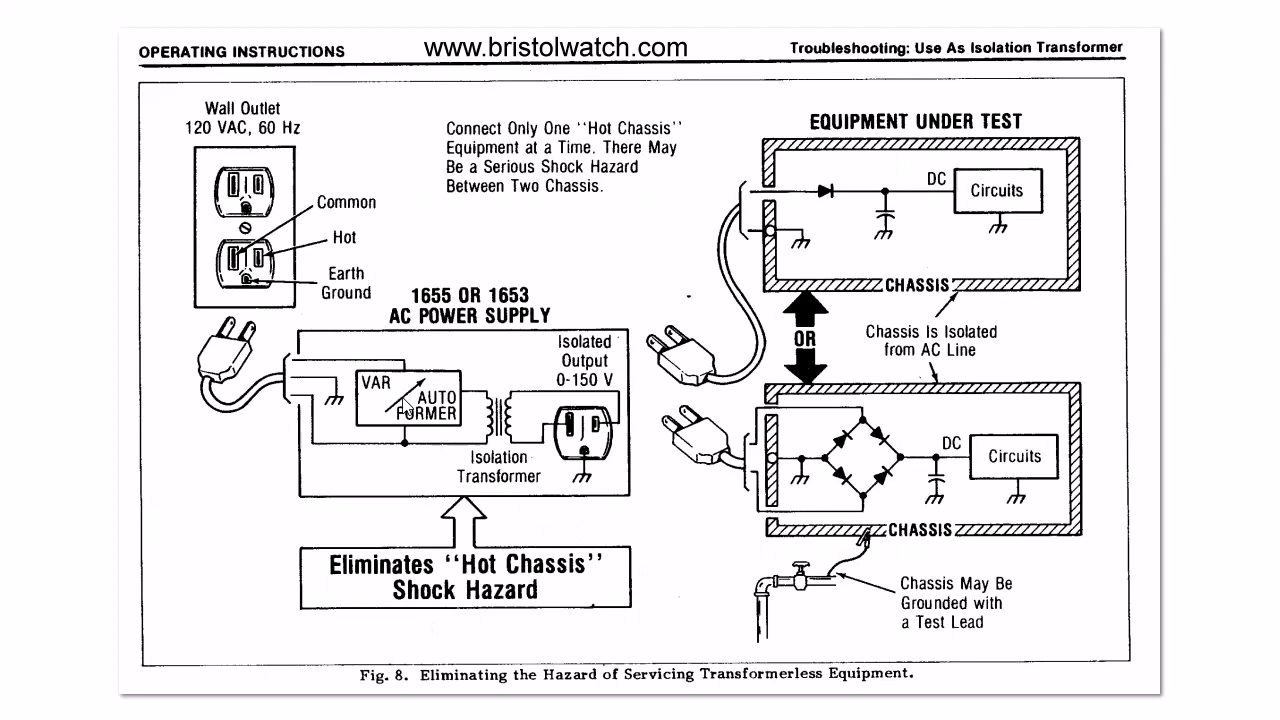 OPERATING INSTRUCTIONS
www.bristolwatch.com
Troubleshooting: Use As Isolation Transformer
Wall Outlet
120 VAC, 60 Hz
Common
Hot
Earth
Ground
Connect Only One "Hot Chassis"
Equipment at a Time. There May
Be a Serious Shock Hazard
Between Two Chassis.
1655 OR 1653
AC POWER SUPPLY
Isolated
Output
0-150 V
VAR
AUTO
FORMER
Isolation
Transformer
Eliminates "Hot Chassis"
Shock Hazard
EQUIPMENT UNDER TEST
DC
Circuits
CHASSIS
OR
Chassis Is Isolated
from AC Line
DC
Circuits
CHASSIS
Chassis May Be
Grounded with
a Test Lead
Fig. 8. Eliminating the Hazard of Servicing Transformerless Equipment.